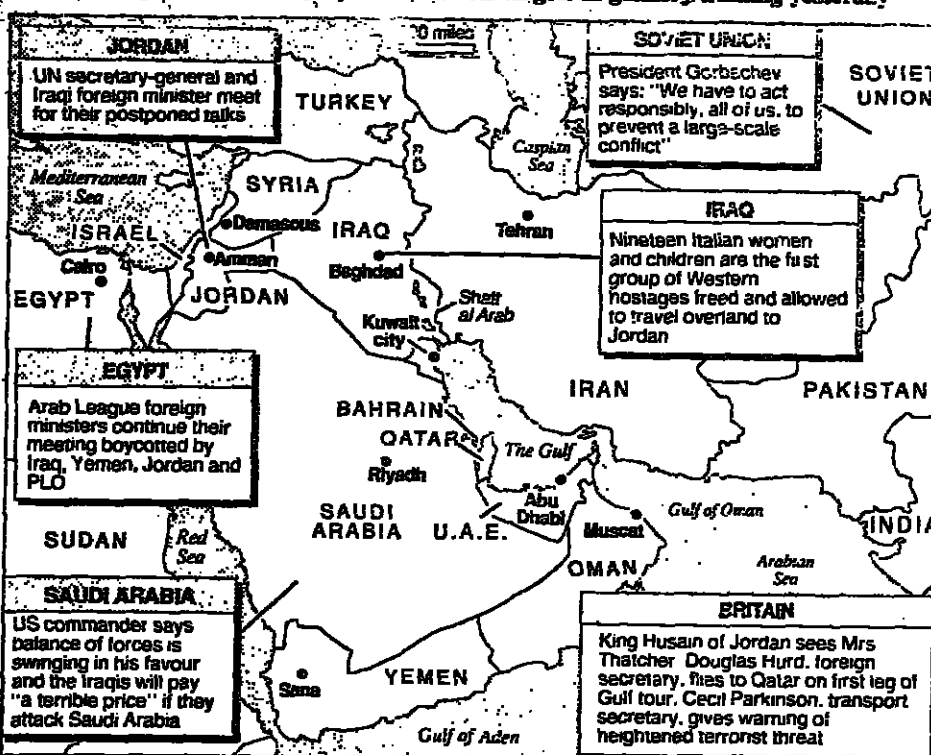 yesterday
JORDAN
UN secretary-general and
Iraqi foreign minister meet
for their postponed talks
0 miles
SOVIET UNION
President Gorbachev
says: "We have to act
responsibly, all of us, to
prevent a large-scale
conflict"
SOVIET
UNION
TURKEY
Caspian
Sea
Mediterranean
Sea
SYRIA
Damascus
ISRAEL
IRAQ
Tehran
Cairo
Amman
Baghdad
EGYPT
JORDAN
Shatt
al Arab
Kuwait
city
IRAQ
Nineteen Italian women
and children are the first
group of Western
hostages freed and allowed
to travel overland to
Jordan
EGYPT
Arab League foreign
ministers continue their
meeting boycotted by
Iraq, Yemen, Jordan and
PLO
IRAN
PAKISTAN
BAHRAIN
QATAR
The Gulf
Riyadh
SAUDI
ARABIA
U.A.E.
Abu
Dhabi
Muscat
Gulf of Oman
INDIA
SUDAN
Red
Sea
OMAN
Arabian
Sea
SAUDI ARABIA
US commander says
balance of forces is
swinging in his favour
and the Iraqis will pay
"a terrible price" if they
attack Saudi Arabia
Sana
YEMEN
Gulf of Aden
BRITAIN
King Husain of Jordan sees Mrs
Thatcher Douglas Hurd, foreign
secretary, flies to Qatar on first leg of
Gulf tour. Cecil Parkinson, transport
secretary, gives warning of
heightened terrorist threat